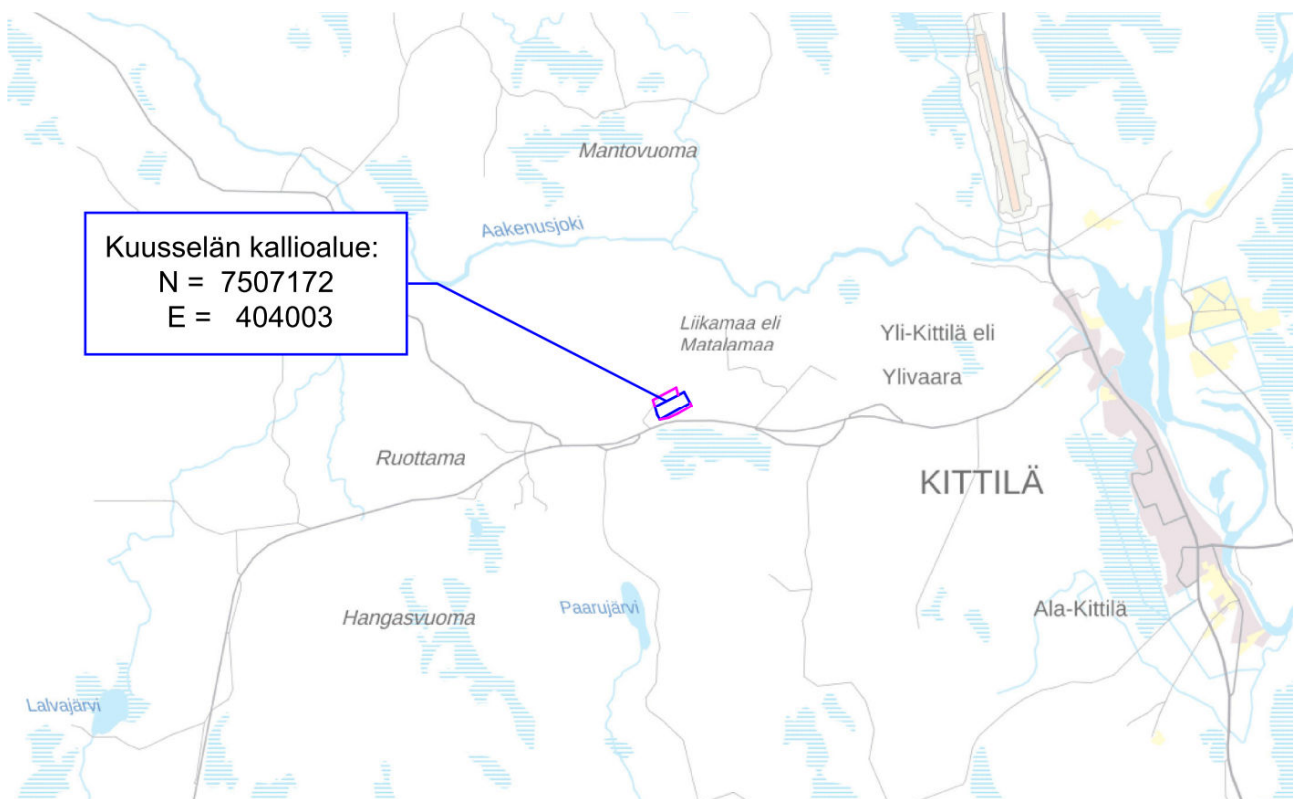 Mantovuoma
Aakenusjoki
Kuusselän kallioalue:
N = 7507172
E = 404003
Liikamaa eli
Matalamaa
Yli-Kittilä eli
Ylivaara
Ruottama
KITTILÄ
Hangasvuoma
Paarujärvi
Ala-Kittilä
Lalvajärvi